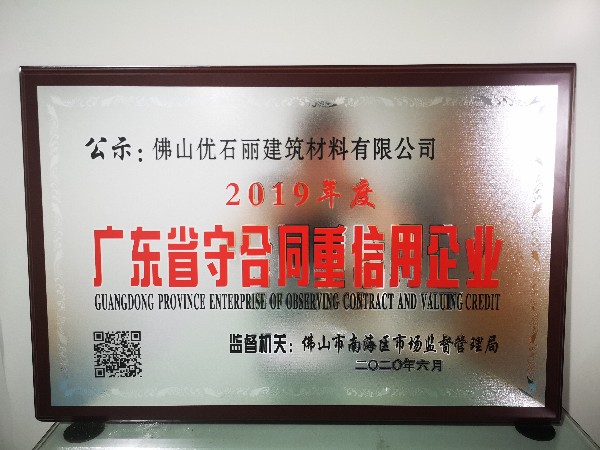 公示：佛山优石丽建筑材料有限公司
2019年度
广东省守合同重信用企业
GUANGDONG PROVINCE ENTERPRISE OF OBSERVING CONTRACT AND VALUING CREDIT
监督机关：佛山市南海区市场监督管理局
二〇二〇年六月